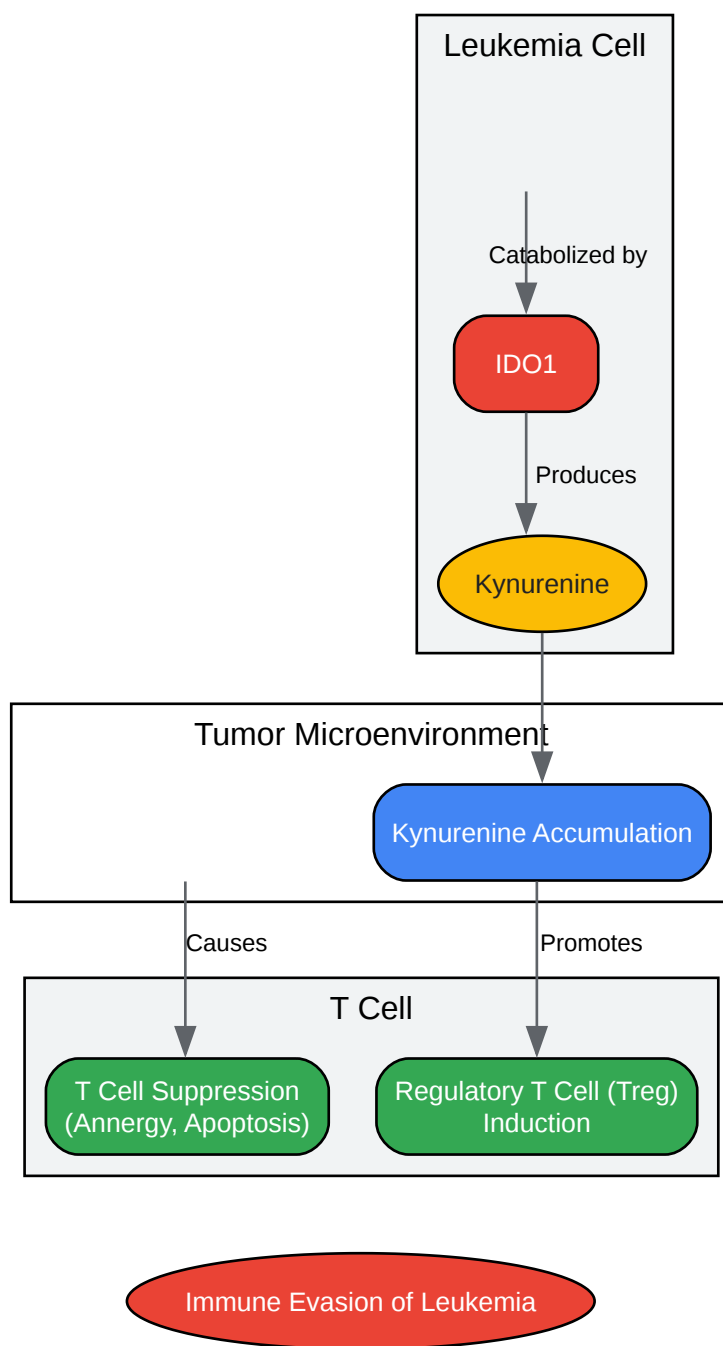 Leukemia Cell
Catabolized by
IDO1
Produces
Kynurenine
Tumor Microenvironment
Kynurenine Accumulation
Causes
Promotes
T Cell
T Cell Suppression
(Annergy, Apoptosis)
Regulatory T Cell (Treg)
Induction
Immune Evasion of Leukemia